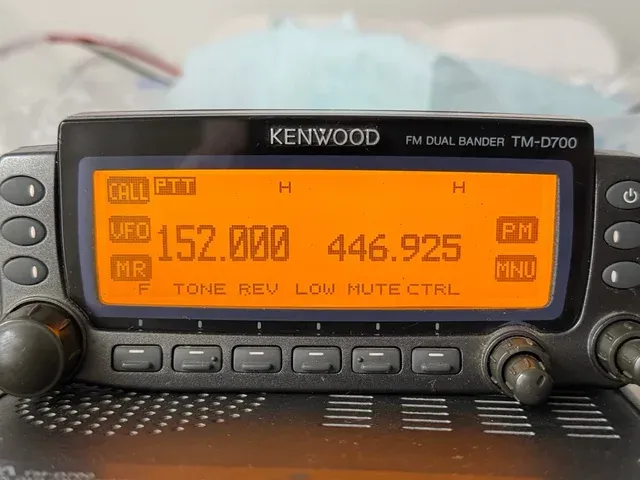 KENWOOD FM DUAL BANDER TM-D700
CALL PTT H H
VFO 152.000 446.925 PM
MR MNU
F TONE REV LOW MUTE CTRL